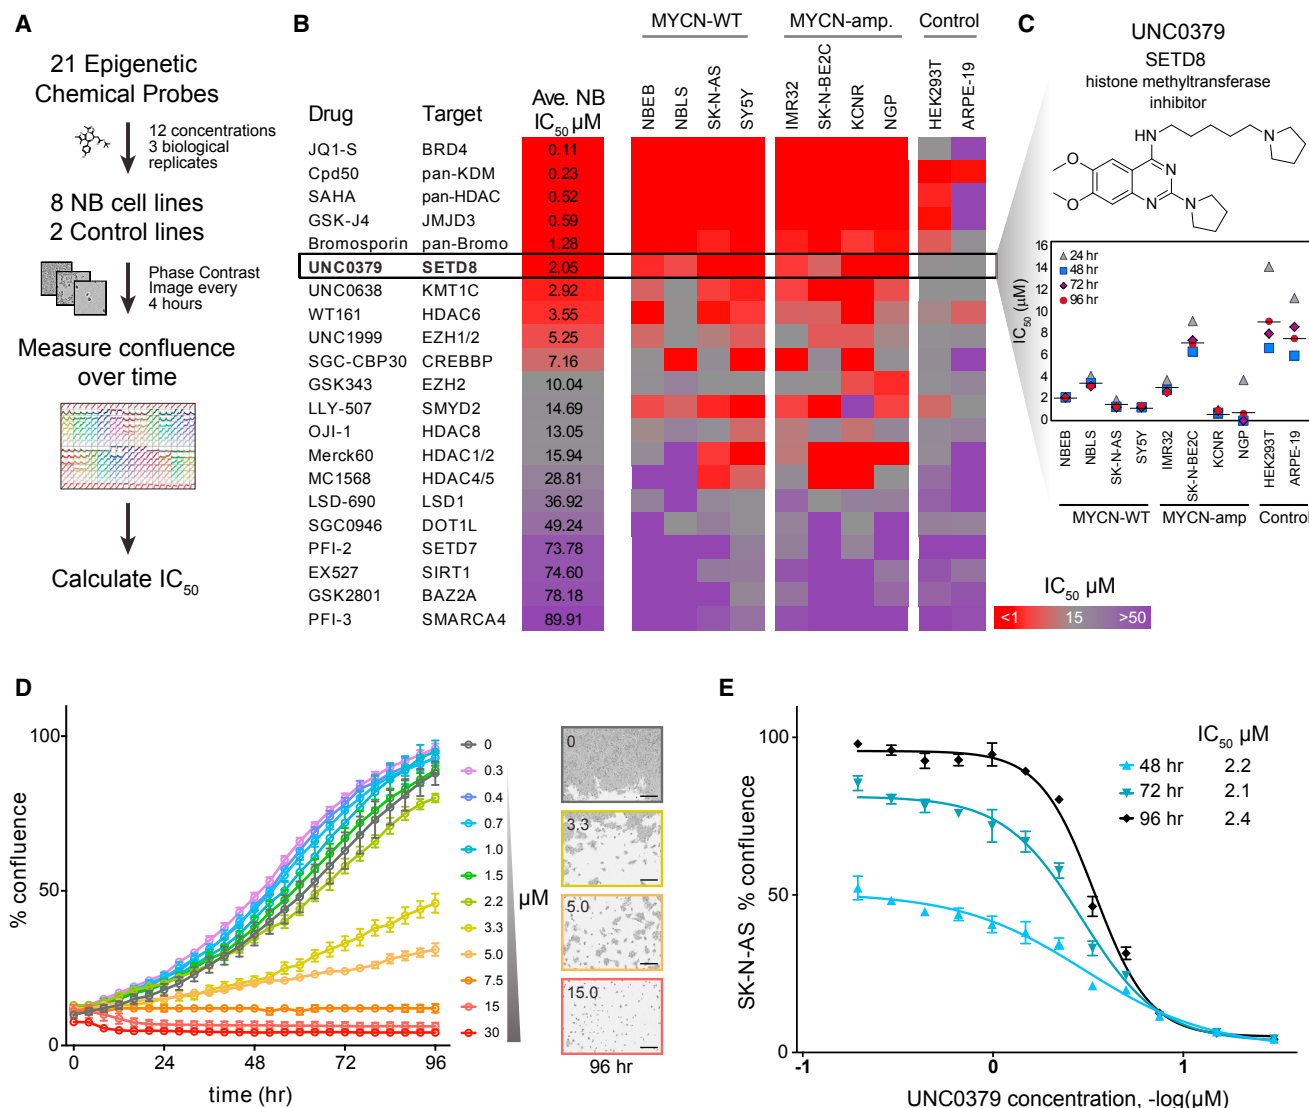 A
21 Epigenetic
Chemical Probes
12 concentrations
3 biological
replicates
8 NB cell lines
2 Control lines
Phase Contrast
Image every
4 hours
Measure confluence
over time
Calculate IC50
B
MYCN-WT MYCN-amp. Control
Drug Target Ave. NB IC50 µM NBEB NBLS SK-N-AS SY5Y IMR32 SK-N-BE2C KCNR NGP HEK293T ARPE-19
JQ1-S BRD4 0.11
Cpd50 pan-KDM 0.23
SAHA pan-HDAC 0.52
GSK-J4 JMJD3 0.59
Bromosporin pan-Bromo 1.28
UNC0379 SETD8 2.05
UNC0638 KMT1C 2.92
WT161 HDAC6 3.55
UNC1999 EZH1/2 5.25
SGC-CBP30 CREBBP 7.16
GSK343 EZH2 10.04
LLY-507 SMYD2 14.69
OJI-1 HDAC8 13.05
Merck60 HDAC1/2 15.94
MC1568 HDAC4/5 28.81
LSD-690 LSD1 36.92
SGC0946 DOT1L 49.24
PFI-2 SETD7 73.78
EX527 SIRT1 74.60
GSK2801 BAZ2A 78.18
PFI-3 SMARCA4 89.91
C
UNC0379
SETD8
histone methyltransferase
inhibitor
HN N
O N
O N N
16
14
12
10
8
6
4
2
0
IC50 (µM)
24 hr
48 hr
72 hr
96 hr
NBEB NBLS SK-N-AS SY5Y IMR32 SK-N-BE2C KCNR NGP HEK293T ARPE-19
MYCN-WT MYCN-amp Control
IC50 µM
<1 15 >50
D
% confluence
100
50
0
0 24 48 72 96
time (hr)
0
0.3
0.4
0.7
1.0
1.5
2.2
3.3
5.0
7.5
15
30
µM
0
3.3
5.0
15.0
96 hr
E
SK-N-AS % confluence
100
50
0
-1 0 1
UNC0379 concentration, -log(µM)
IC50 µM
48 hr 2.2
72 hr 2.1
96 hr 2.4